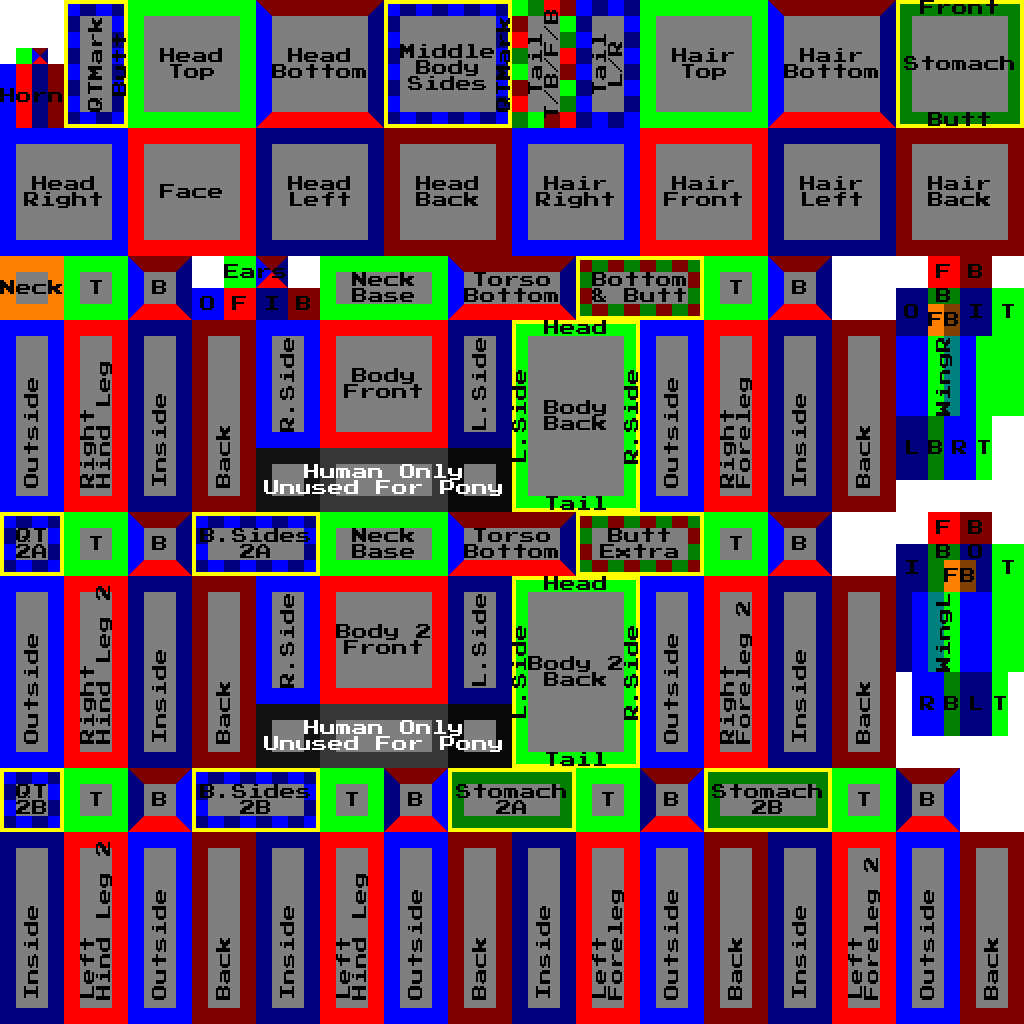 Horn
QTMark
Butt
Head
Top
Head
Bottom
Middle
Body
Sides
QTMark
Tail
T/B/F/B
Tail
L/R
Hair
Top
Hair
Bottom
Front
Stomach
Butt
Head
Right
Face
Head
Left
Head
Back
Hair
Right
Hair
Front
Hair
Left
Hair
Back
Neck
T
B
Ears
O F I B
Neck
Base
Torso
Bottom
Bottom
& Butt
T
B
F B
B
O
FB
I
T
WingR
L B R T
Outside
Right
Hind Leg
Inside
Back
R.Side
Body
Front
L.Side
Human Only
Unused For Pony
Head
L.Side
Body
Back
R.Side
Tail
Outside
Right
Foreleg
Inside
Back
QT
2A
T
B
B.Sides
2A
Neck
Base
Torso
Bottom
Butt
Extra
T
B
F B
B O
I
FB
T
WingL
R B L T
Outside
Right
Hind Leg 2
Inside
Back
R.Side
Body 2
Front
L.Side
Human Only
Unused For Pony
Head
L.Side
Body 2
Back
R.Side
Tail
Outside
Right
Foreleg 2
Inside
Back
QT
2B
T
B
B.Sides
2B
T
B
Stomach
2A
T
B
Stomach
2B
T
B
Inside
Left
Hind Leg 2
Outside
Back
Inside
Left
Hind Leg
Outside
Back
Inside
Left
Foreleg
Outside
Back
Inside
Left
Foreleg 2
Outside
Back